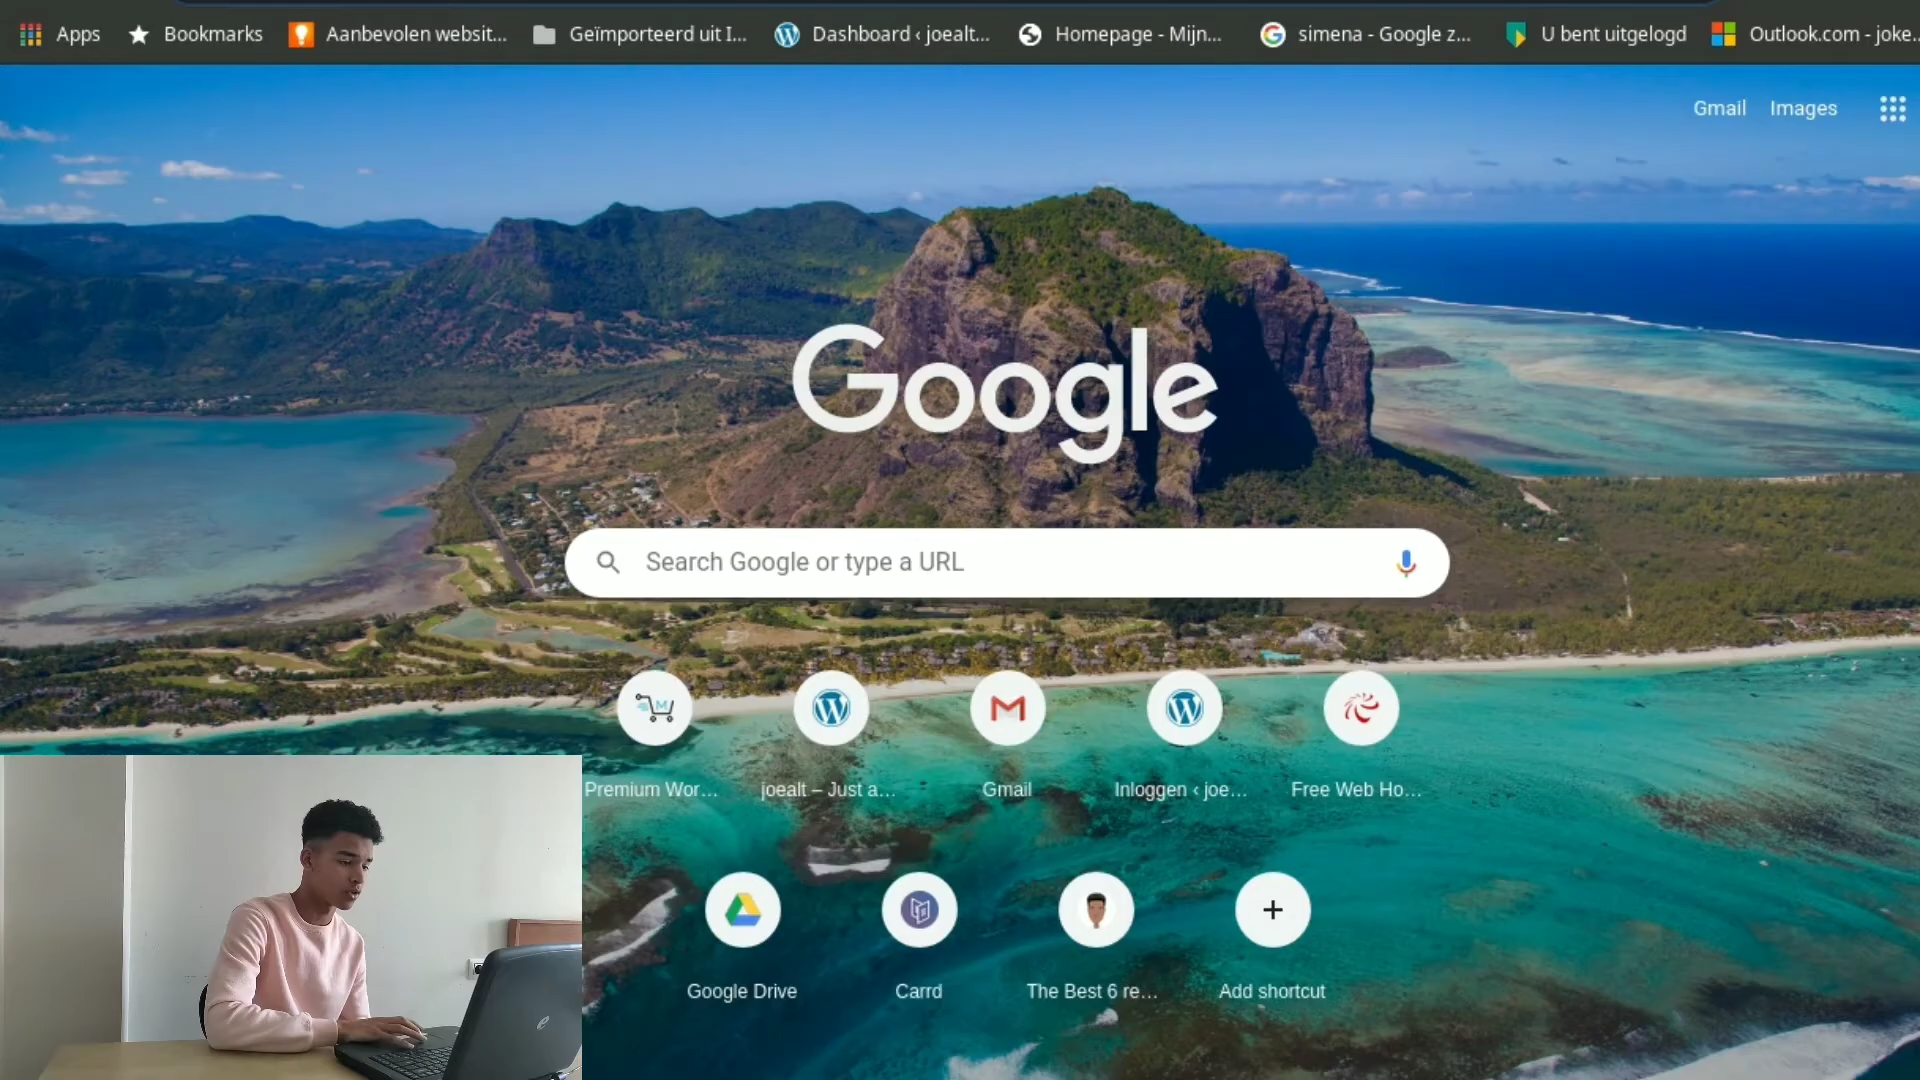 Apps Bookmarks Aanbevolen websit... Geïmporteerd uit I... Dashboard ‹ joealt... Homepage - Mijn... simena - Google z... U bent uitgelogd Outlook.com - joke...
Gmail Images
Google
Search Google or type a URL
Premium Wor... joealt – Just a... Gmail Inloggen ‹ joe... Free Web Ho...
Google Drive Carrd The Best 6 re... Add shortcut